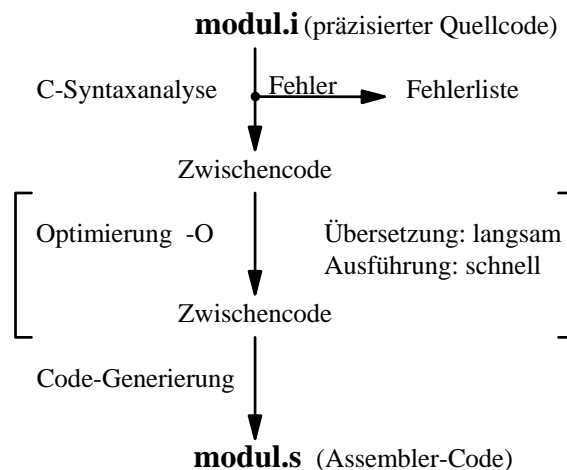 modul.i (präzisierter Quellcode)
C-Syntaxanalyse Fehler Fehlerliste
Zwischencode
Optimierung -O Übersetzung: langsam
Ausführung: schnell
Zwischencode
Code-Generierung
modul.s (Assembler-Code)